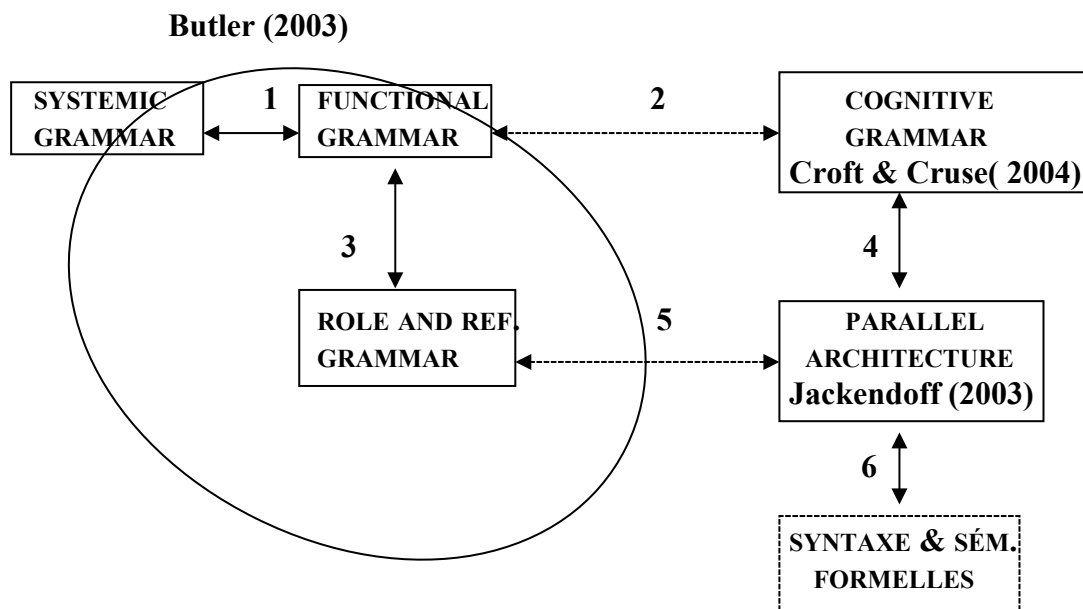 Butler (2003)
SYSTEMIC
GRAMMAR
1
FUNCTIONAL
GRAMMAR
2
COGNITIVE
GRAMMAR
Croft & Cruse( 2004)
3
4
ROLE AND REF.
GRAMMAR
5
PARALLEL
ARCHITECTURE
Jackendoff (2003)
6
SYNTAXE & SÉM.
FORMELLES